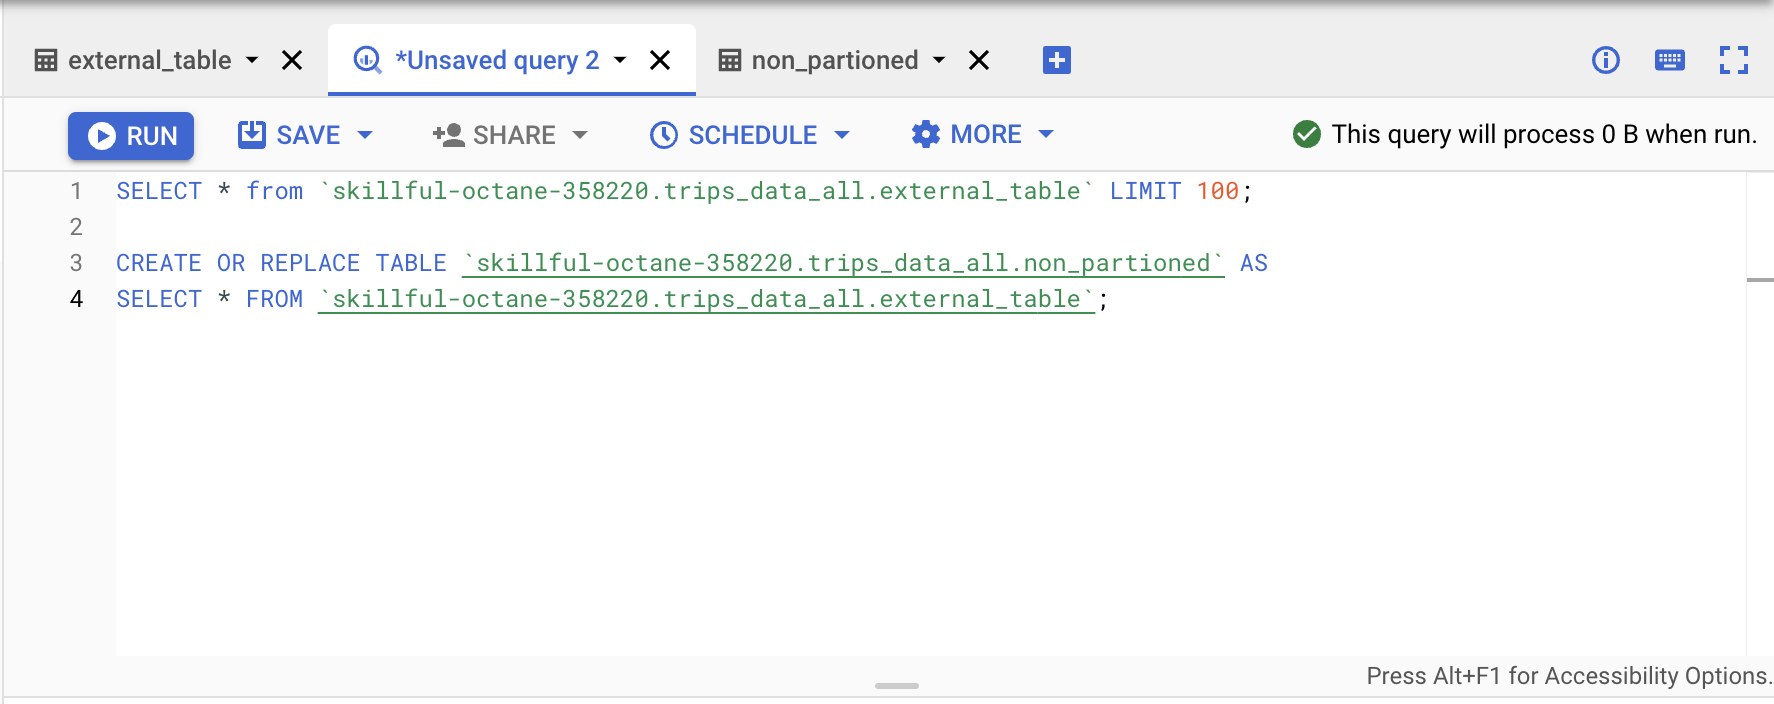 external_table *Unsaved query 2 non_partioned
RUN SAVE SHARE SCHEDULE MORE This query will process 0 B when run.
1 SELECT * from `skillful-octane-358220.trips_data_all.external_table` LIMIT 100;
2
3 CREATE OR REPLACE TABLE `skillful-octane-358220.trips_data_all.non_partioned` AS
4 SELECT * FROM `skillful-octane-358220.trips_data_all.external_table`;
Press Alt+F1 for Accessibility Options.